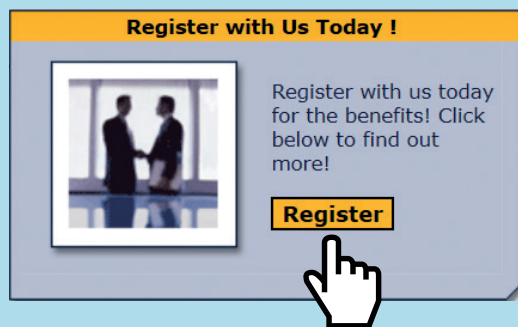 Register with Us Today !
Register with us today
for the benefits! Click
below to find out
more!
Register